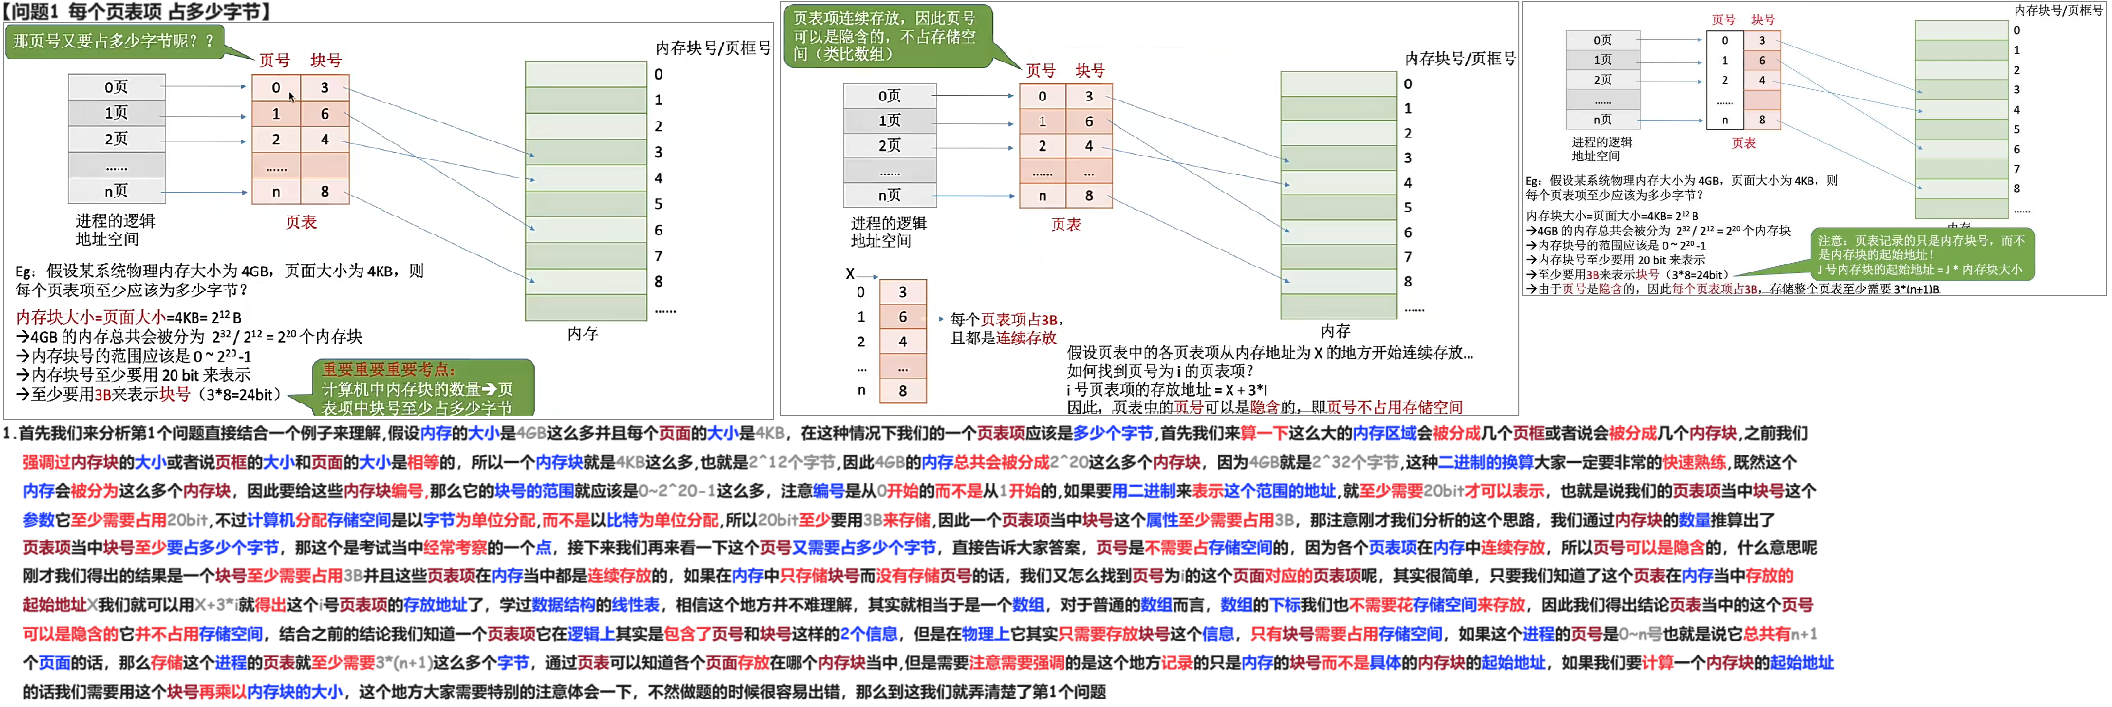 【问题1 每个页表项 占多少字节】
那页号又要占多少字节呢？？
页号 块号
内存块号/页框号
0页 0 3
1页 1 6
2页 2 4
...... ......
n页 n 8
进程的逻辑
地址空间
页表
0
1
2
3
4
5
6
7
8
......
内存
Eg：假设某系统物理内存大小为 4GB，页面大小为 4KB，则
每个页表项至少应该为多少字节？
内存块大小=页面大小=4KB= 2¹² B
→4GB 的内存总共会被分为 2³² / 2¹² = 2²⁰ 个内存块
→内存块号的范围应该是 0 ~ 2²⁰ -1
→内存块号至少要用 20 bit 来表示
→至少要用3B来表示块号（3*8=24bit）
重要重要重要考点：
计算机中内存块的数量→页
表项中块号至少占多少字节
页表项连续存放，因此页号
可以是隐含的，不占存储空
间（类比数组）
页号 块号
内存块号/页框号
0页 0 3
1页 1 6
2页 2 4
...... ...... ...
n页 n 8
进程的逻辑
地址空间
页表
0
1
2
3
4
5
6
7
8
......
内存
X
0 3
1 6
2 4
... ...
n 8
每个页表项占3B，
且都是连续存放
假设页表中的各页表项从内存地址为 X 的地方开始连续存放...
如何找到页号为 i 的页表项？
i 号页表项的存放地址 = X + 3*i
因此，页表中的页号可以是隐含的，即页号不占用存储空间
页号 块号
内存块号/页框号
0页 0 3
1页 1 6
2页 2 4
...... ......
n页 n 8
进程的逻辑
地址空间
页表
0
1
2
3
4
5
6
7
8
......
内存
Eg：假设某系统物理内存大小为 4GB，页面大小为 4KB，则
每个页表项至少应该为多少字节？
内存块大小=页面大小=4KB= 2¹² B
→4GB 的内存总共会被分为 2³² / 2¹² = 2²⁰ 个内存块
→内存块号的范围应该是 0 ~ 2²⁰ -1
→内存块号至少要用 20 bit 来表示
→至少要用3B来表示块号（3*8=24bit）
→由于页号是隐含的，因此每个页表项占3B，存储整个页表至少需要 3*(n+1)B
注意：页表记录的只是内存块号，而不
是内存块的起始地址！
J 号内存块的起始地址 = J * 内存块大小
1.首先我们来分析第1个问题直接结合一个例子来理解,假设内存的大小是4GB这么多并且每个页面的大小是4KB，在这种情况下我们的一个页表项应该是多少个字节,首先我们来算一下这么大的内存区域会被分成几个页框或者说会被分成几个内存块,之前我们
强调过内存块的大小或者说页框的大小和页面的大小是相等的，所以一个内存块就是4KB这么多,也就是2^12个字节,因此4GB的内存总共会被分成2^20这么多个内存块，因为4GB就是2^32个字节,这种二进制的换算大家一定要非常的快速熟练,既然这个
内存会被分为这么多个内存块，因此要给这些内存块编号,那么它的块号的范围就应该是0~2^20-1这么多，注意编号是从0开始的而不是从1开始的,如果要用二进制来表示这个范围的地址,就至少需要20bit才可以表示，也就是说我们的页表项当中块号这个
参数它至少需要占用20bit,不过计算机分配存储空间是以字节为单位分配,而不是以比特为单位分配,所以20bit至少要用3B来存储,因此一个页表项当中块号这个属性至少需要占用3B，那注意刚才我们分析的这个思路，我们通过内存块的数量推算出了
页表项当中块号至少要占多少个字节，那这个是考试当中经常考察的一个点，接下来我们再来看一下这个页号又需要占多少个字节，直接告诉大家答案，页号是不需要占存储空间的，因为各个页表项在内存中连续存放，所以页号可以是隐含的，什么意思呢
刚才我们得出的结果是一个块号至少需要占用3B并且这些页表项在内存当中都是连续存放的，如果在内存中只存储块号而没有存储页号的话，我们又怎么找到页号为i的这个页面对应的页表项呢，其实很简单，只要我们知道了这个页表在内存当中存放的
起始地址X我们就可以用X+3*i就得出这个i号页表项的存放地址了，学过数据结构的线性表，相信这个地方并不难理解，其实就相当于是一个数组，对于普通的数组而言，数组的下标我们也不需要花存储空间来存放，因此我们得出结论页表当中的这个页号
可以是隐含的它并不占用存储空间，结合之前的结论我们知道一个页表项它在逻辑上其实是包含了页号和块号这样的2个信息，但是在物理上它其实只需要存放块号这个信息，只有块号需要占用存储空间，如果这个进程的页号是0~n号也就是说它总共有n+1
个页面的话，那么存储这个进程的页表就至少需要3*(n+1)这么多个字节，通过页表可以知道各个页面存放在哪个内存块当中,但是需要注意需要强调的是这个地方记录的只是内存的块号而不是具体的内存块的起始地址，如果我们要计算一个内存块的起始地址
的话我们需要用这个块号再乘以内存块的大小，这个地方大家需要特别的注意体会一下，不然做题的时候很容易出错，那么到这我们就弄清楚了第1个问题